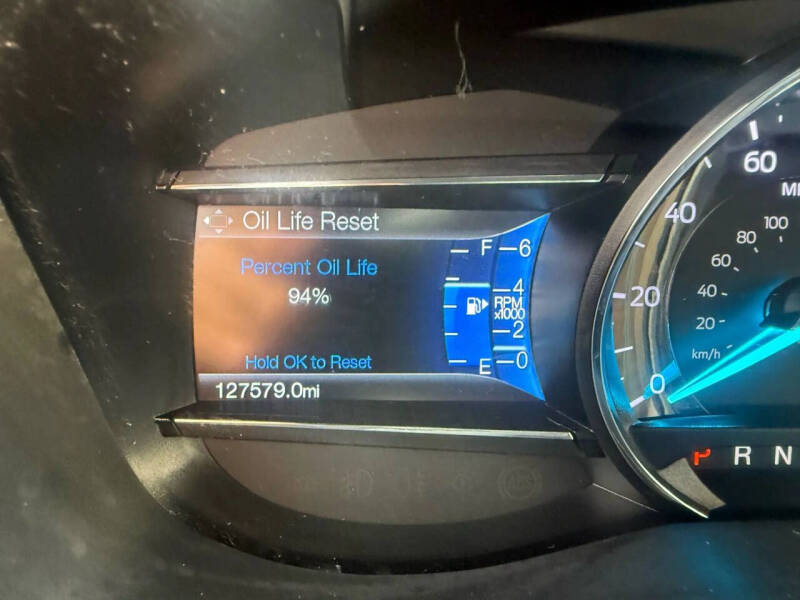 Oil Life Reset
Percent Oil Life
94%
Hold OK to Reset
127579.0mi
F
E
6
4
RPM
x1000
2
0
60
40
20
0
100
80
60
40
20
km/h
P R N